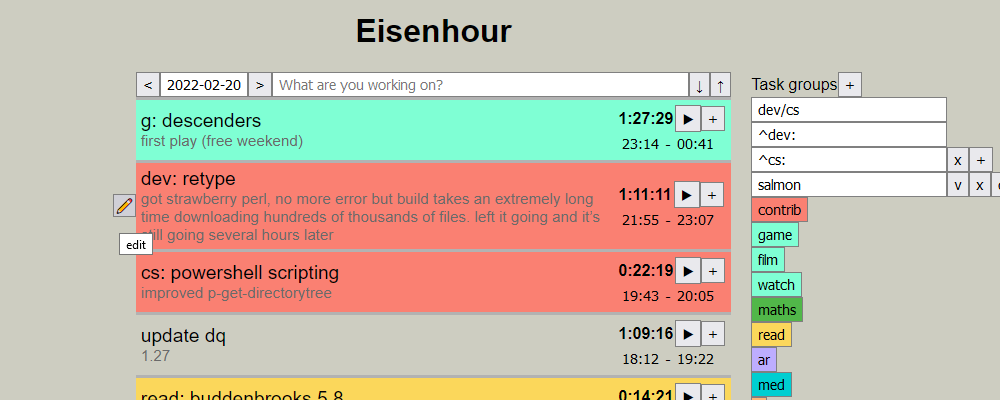 Eisenhour
< 2022-02-20 > What are you working on? ↓ ↑
g: descenders 1:27:29 ▶ +
first play (free weekend) 23:14 - 00:41
dev: retype 1:11:11 ▶ +
got strawberry perl, no more error but build takes an extremely long
time downloading hundreds of thousands of files. left it going and it's
still going several hours later
21:55 - 23:07
edit
cs: powershell scripting 0:22:19 ▶ +
improved p-get-directorytree 19:43 - 20:05
update dq 1:09:16 ▶ +
1.27 18:12 - 19:22
read: buddenbrooks 5.8 0:14:21 ▶ +
Task groups +
dev/cs
^dev:
^cs: x +
salmon v x
contrib
game
film
watch
maths
read
ar
med